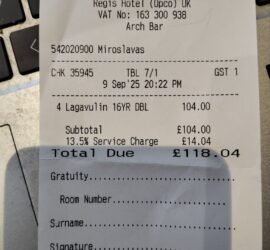 Regis Hotel (Opco) UK
VAT No: 163 300 938
Arch Bar
542020900 Miroslavas
CHK 35945 TBL 7/1 GST 1
9 Sep'25 20:22 PM
4 Lagavulin 16YR DBL 104.00
Subtotal £104.00
13.5% Service Charge £14.04
Total Due £118.04
Gratuity
Room Number
Surname
Signature